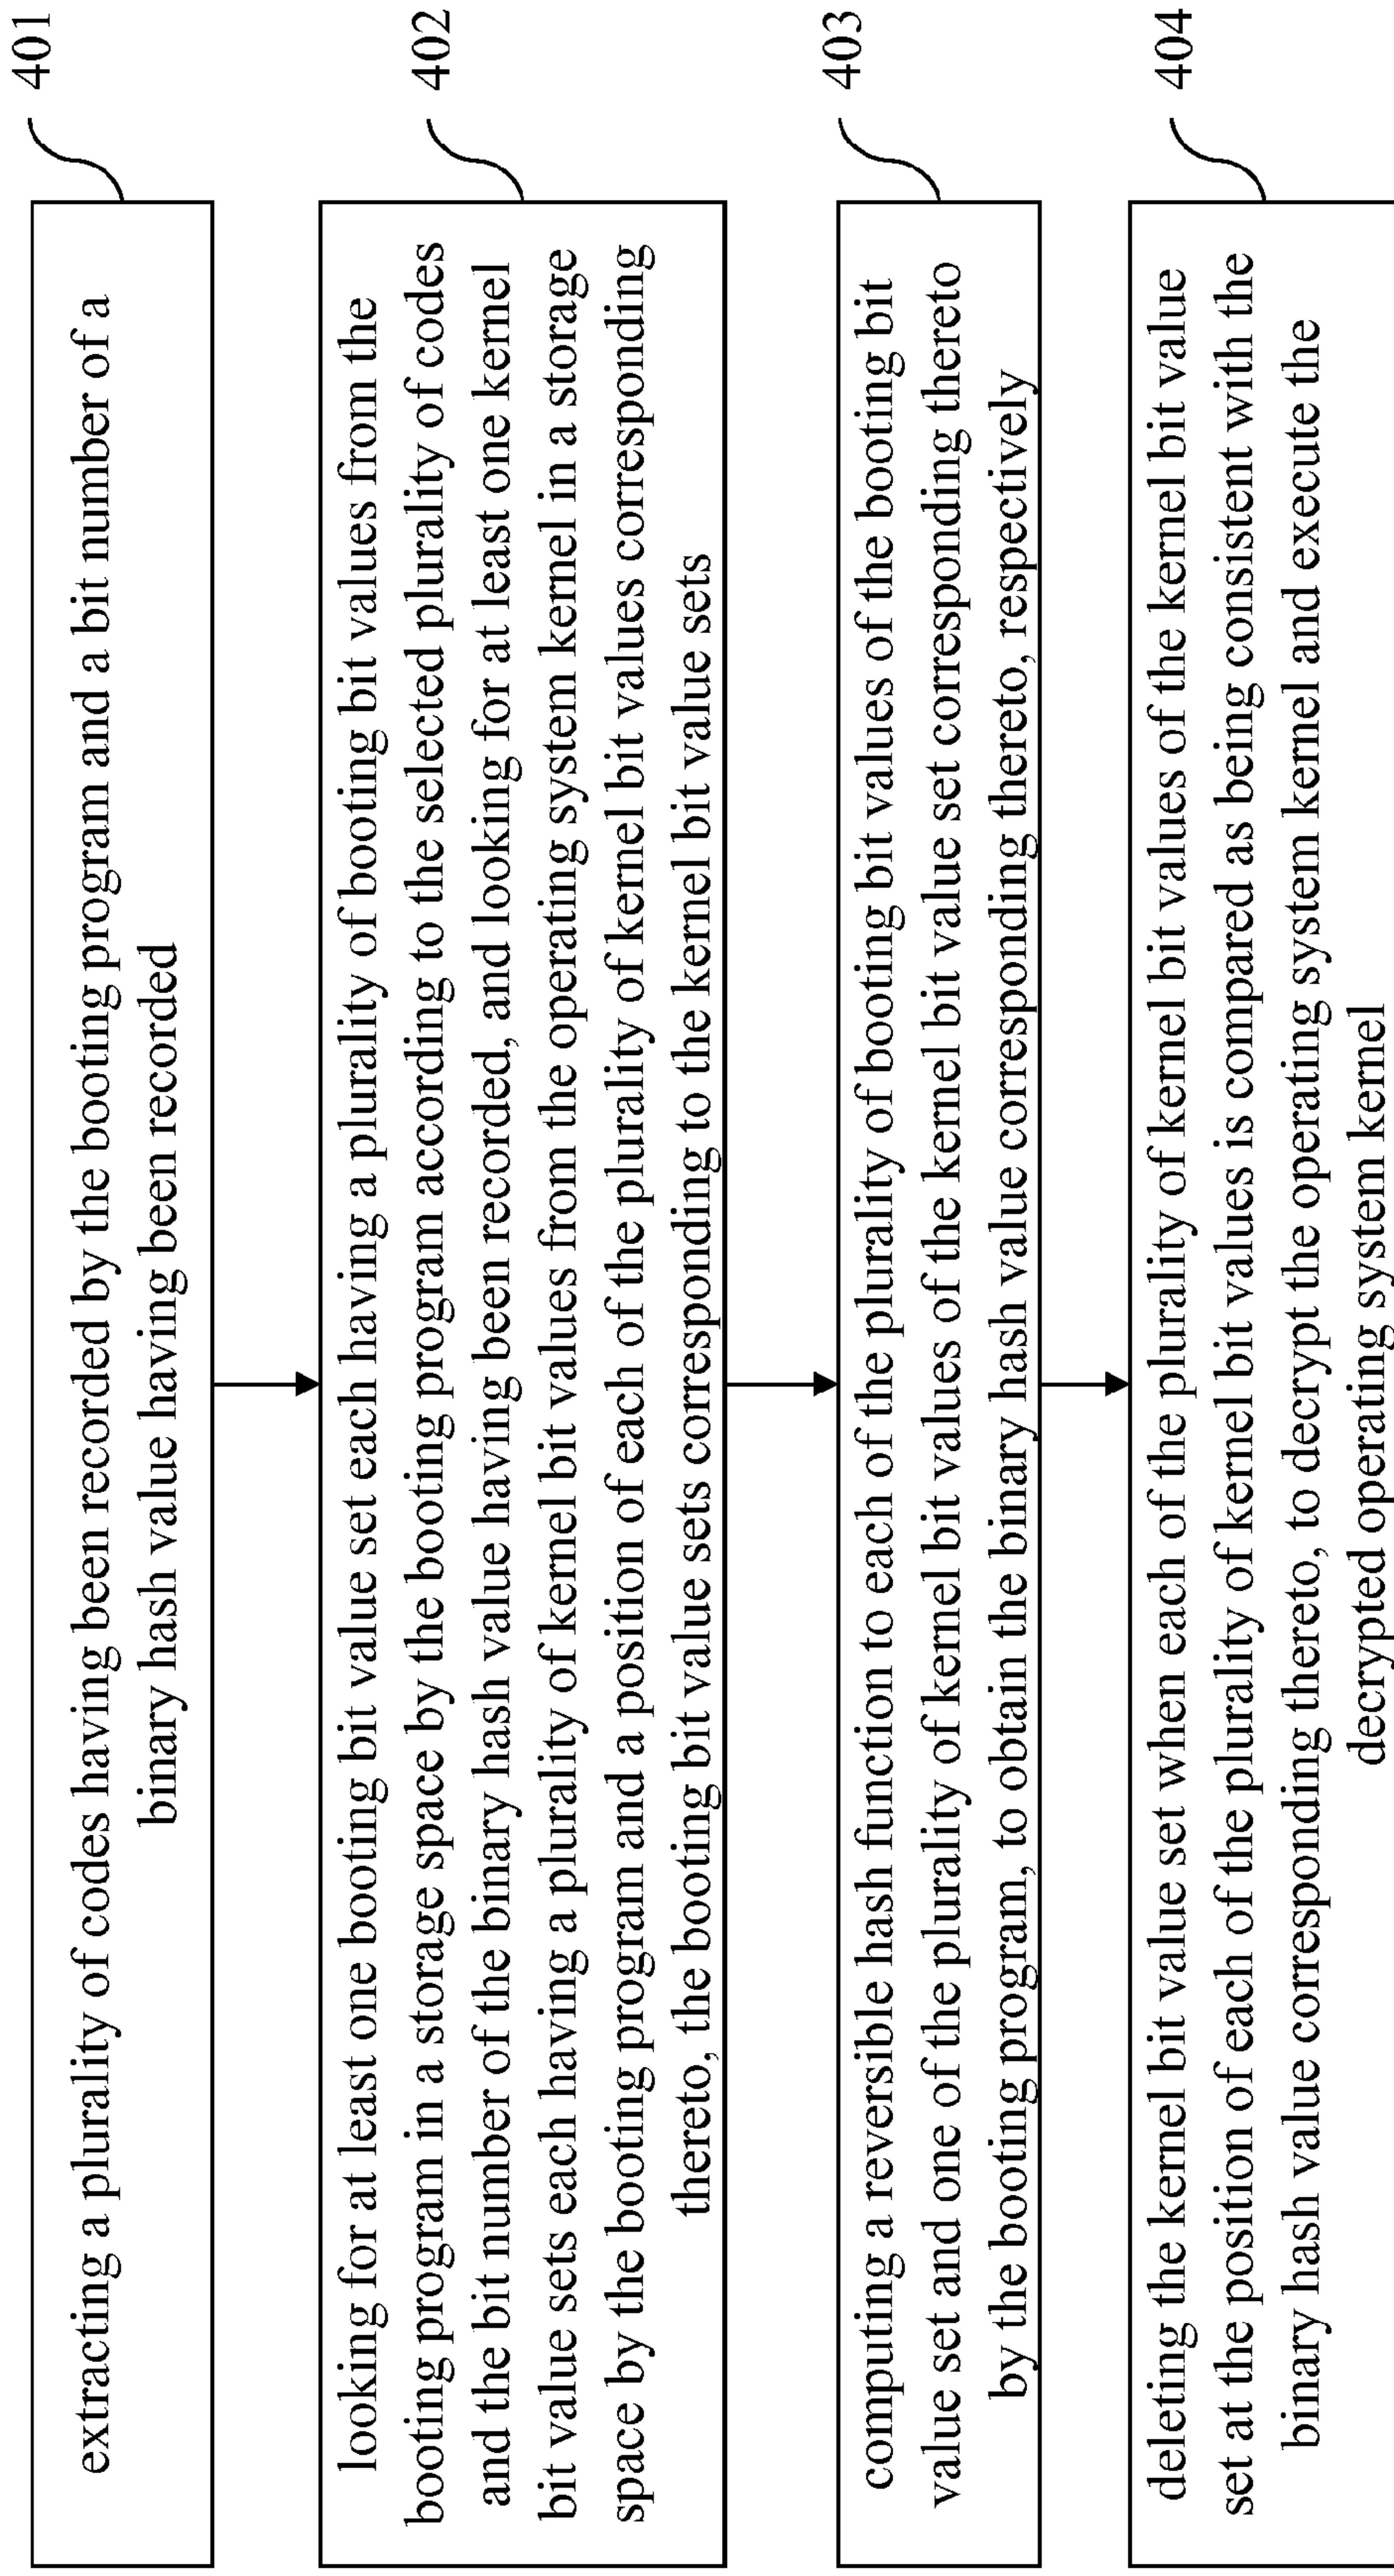 401
extracting a plurality of codes having been recorded by the booting program and a bit number of a
binary hash value having been recorded
402
looking for at least one booting bit value set each having a plurality of booting bit values from the
booting program in a storage space by the booting program according to the selected plurality of codes
and the bit number of the binary hash value having been recorded, and looking for at least one kernel
bit value sets each having a plurality of kernel bit values from the operating system kernel in a storage
space by the booting program and a position of each of the plurality of kernel bit values corresponding
thereto, the booting bit value sets corresponding to the kernel bit value sets
403
computing a reversible hash function to each of the plurality of booting bit values of the booting bit
value set and one of the plurality of kernel bit values of the kernel bit value set corresponding thereto
by the booting program, to obtain the binary hash value corresponding thereto, respectively
404
deleting the kernel bit value set when each of the plurality of kernel bit values of the kernel bit value
set at the position of each of the plurality of kernel bit values is compared as being consistent with the
binary hash value corresponding thereto, to decrypt the operating system kernel and execute the
decrypted operating system kernel